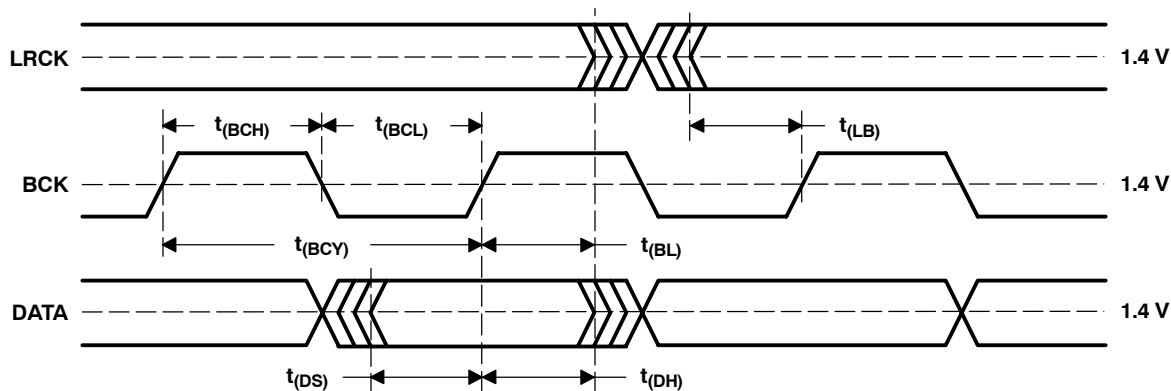 LRCK 1.4 V
t(BCH) t(BCL) t(LB)
BCK 1.4 V
t(BCY) t(BL)
DATA 1.4 V
t(DS) t(DH)